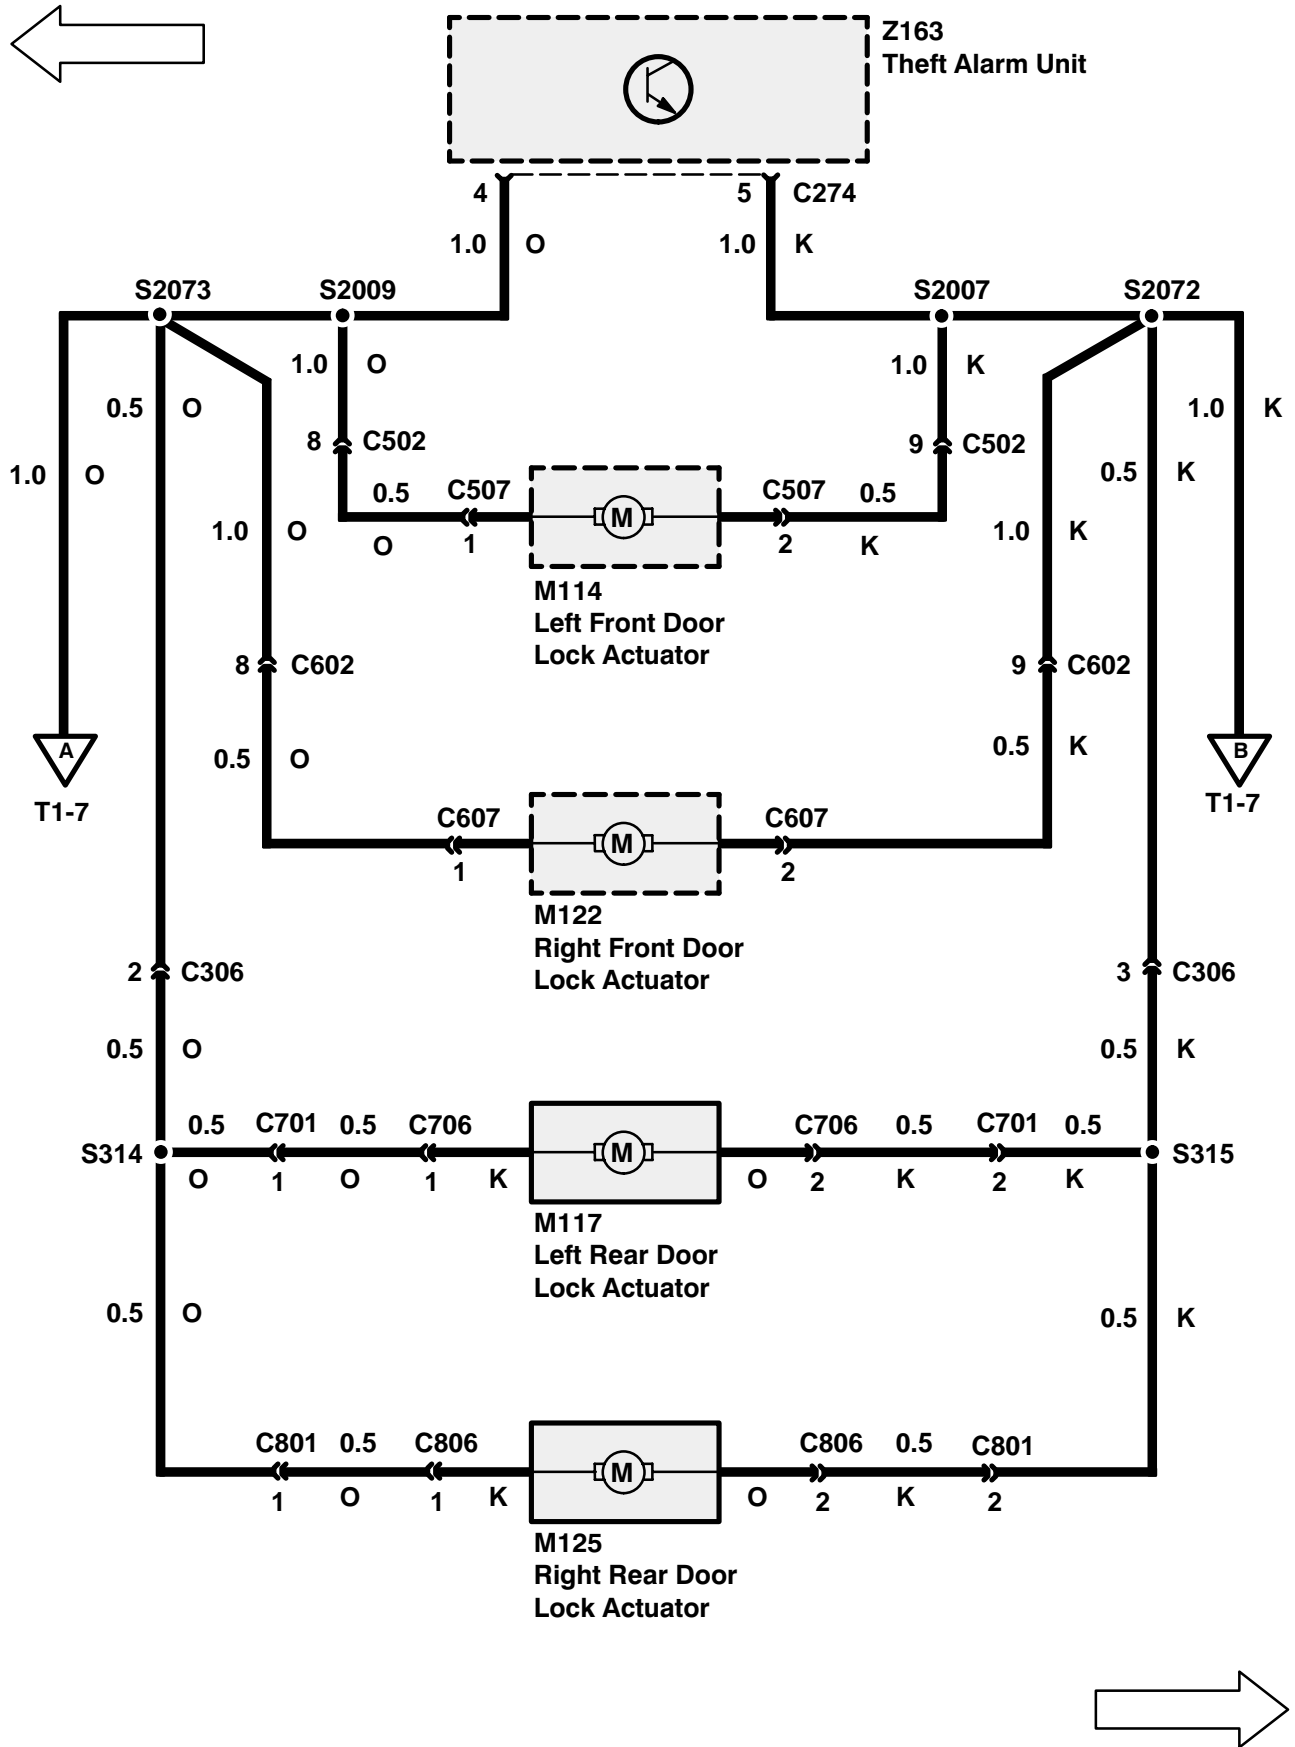 Z163
Theft Alarm Unit
4
5 C274
1.0 O
1.0 K
S2073
S2009
S2007
S2072
1.0 O
1.0 K
0.5 O
1.0 K
8 C502
9 C502
1.0 O
0.5 K
0.5
C507
C507
0.5
M
1.0 O
O
1
2
K
1.0 K
M114
Left Front Door
Lock Actuator
8 C602
9 C602
A
B
0.5 O
0.5 K
T1-7
T1-7
C607
C607
M
1
2
M122
Right Front Door
Lock Actuator
2 C306
3 C306
0.5 O
0.5 K
0.5 C701 0.5 C706
C706 0.5 C701 0.5
S314
M
S315
O 1 O 1 K
O 2 K 2 K
M117
Left Rear Door
Lock Actuator
0.5 O
0.5 K
C801 0.5 C806
C806 0.5 C801
M
1 O 1 K
O 2 K 2
M125
Right Rear Door
Lock Actuator